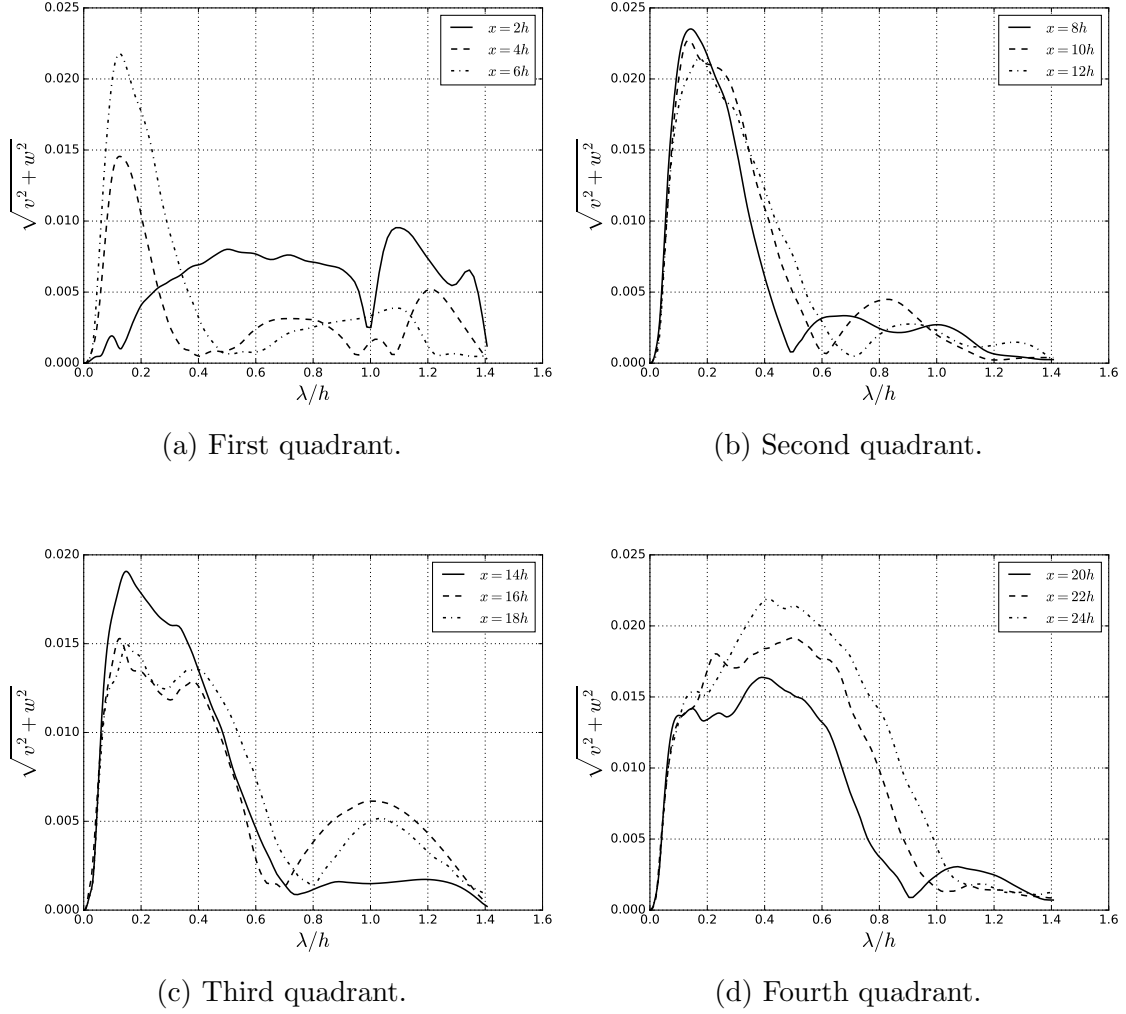 0.025
0.020
0.015
0.010
0.005
0.000
0.0 0.2 0.4 0.6 0.8 1.0 1.2 1.4 1.6
λ/h
√v² + w²
x = 2h
x = 4h
x = 6h
(a) First quadrant.
0.025
0.020
0.015
0.010
0.005
0.000
0.0 0.2 0.4 0.6 0.8 1.0 1.2 1.4 1.6
λ/h
√v² + w²
x = 8h
x = 10h
x = 12h
(b) Second quadrant.
0.020
0.015
0.010
0.005
0.000
0.0 0.2 0.4 0.6 0.8 1.0 1.2 1.4 1.6
λ/h
√v² + w²
x = 14h
x = 16h
x = 18h
(c) Third quadrant.
0.025
0.020
0.015
0.010
0.005
0.000
0.0 0.2 0.4 0.6 0.8 1.0 1.2 1.4 1.6
λ/h
√v² + w²
x = 20h
x = 22h
x = 24h
(d) Fourth quadrant.